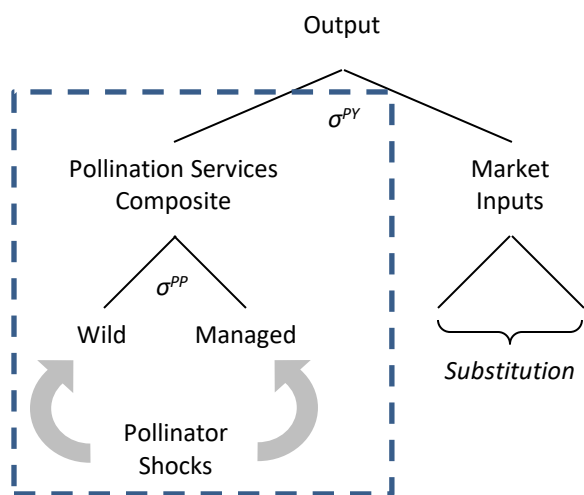 Output
σᴾʸ
Pollination Services
Composite
Market
Inputs
σᴾᴾ
Wild
Managed
Substitution
Pollinator
Shocks